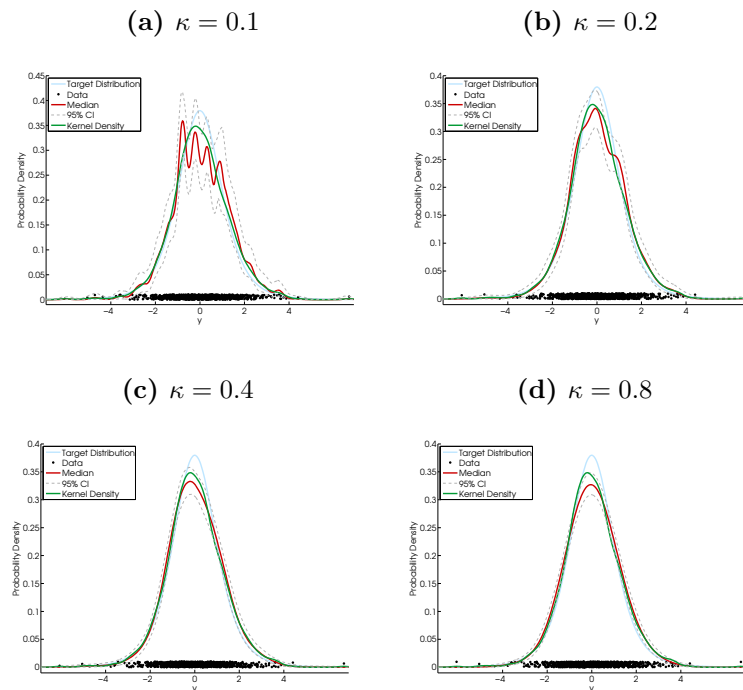 (a) κ = 0.1
0.45
0.4
0.35
0.3
0.25
0.2
0.15
0.1
0.05
0
Probability Density
Target Distribution
Data
Median
95% CI
Kernel Density
−4 −2 0 2 4
y
(b) κ = 0.2
0.4
0.35
0.3
0.25
0.2
0.15
0.1
0.05
0
Probability Density
Target Distribution
Data
Median
95% CI
Kernel Density
−4 −2 0 2 4
y
(c) κ = 0.4
0.4
0.35
0.3
0.25
0.2
0.15
0.1
0.05
0
Probability Density
Target Distribution
Data
Median
95% CI
Kernel Density
−4 −2 0 2 4
y
(d) κ = 0.8
0.4
0.35
0.3
0.25
0.2
0.15
0.1
0.05
0
Probability Density
Target Distribution
Data
Median
95% CI
Kernel Density
−4 −2 0 2 4
y